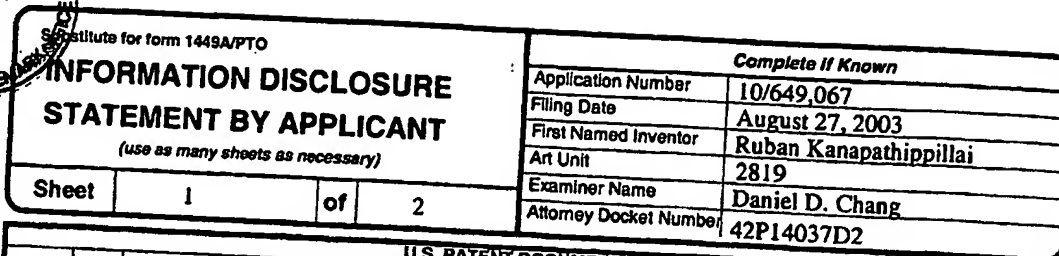 Substitute for form 1449A/PTO
INFORMATION DISCLOSURE
STATEMENT BY APPLICANT
(use as many sheets as necessary)
Sheet 1 of 2
Complete if Known
Application Number 10/649,067
Filing Date August 27, 2003
First Named Inventor Ruban Kanapathippillai
Art Unit 2819
Examiner Name Daniel D. Chang
Attorney Docket Number 42P14037D2
U.S. PATENT